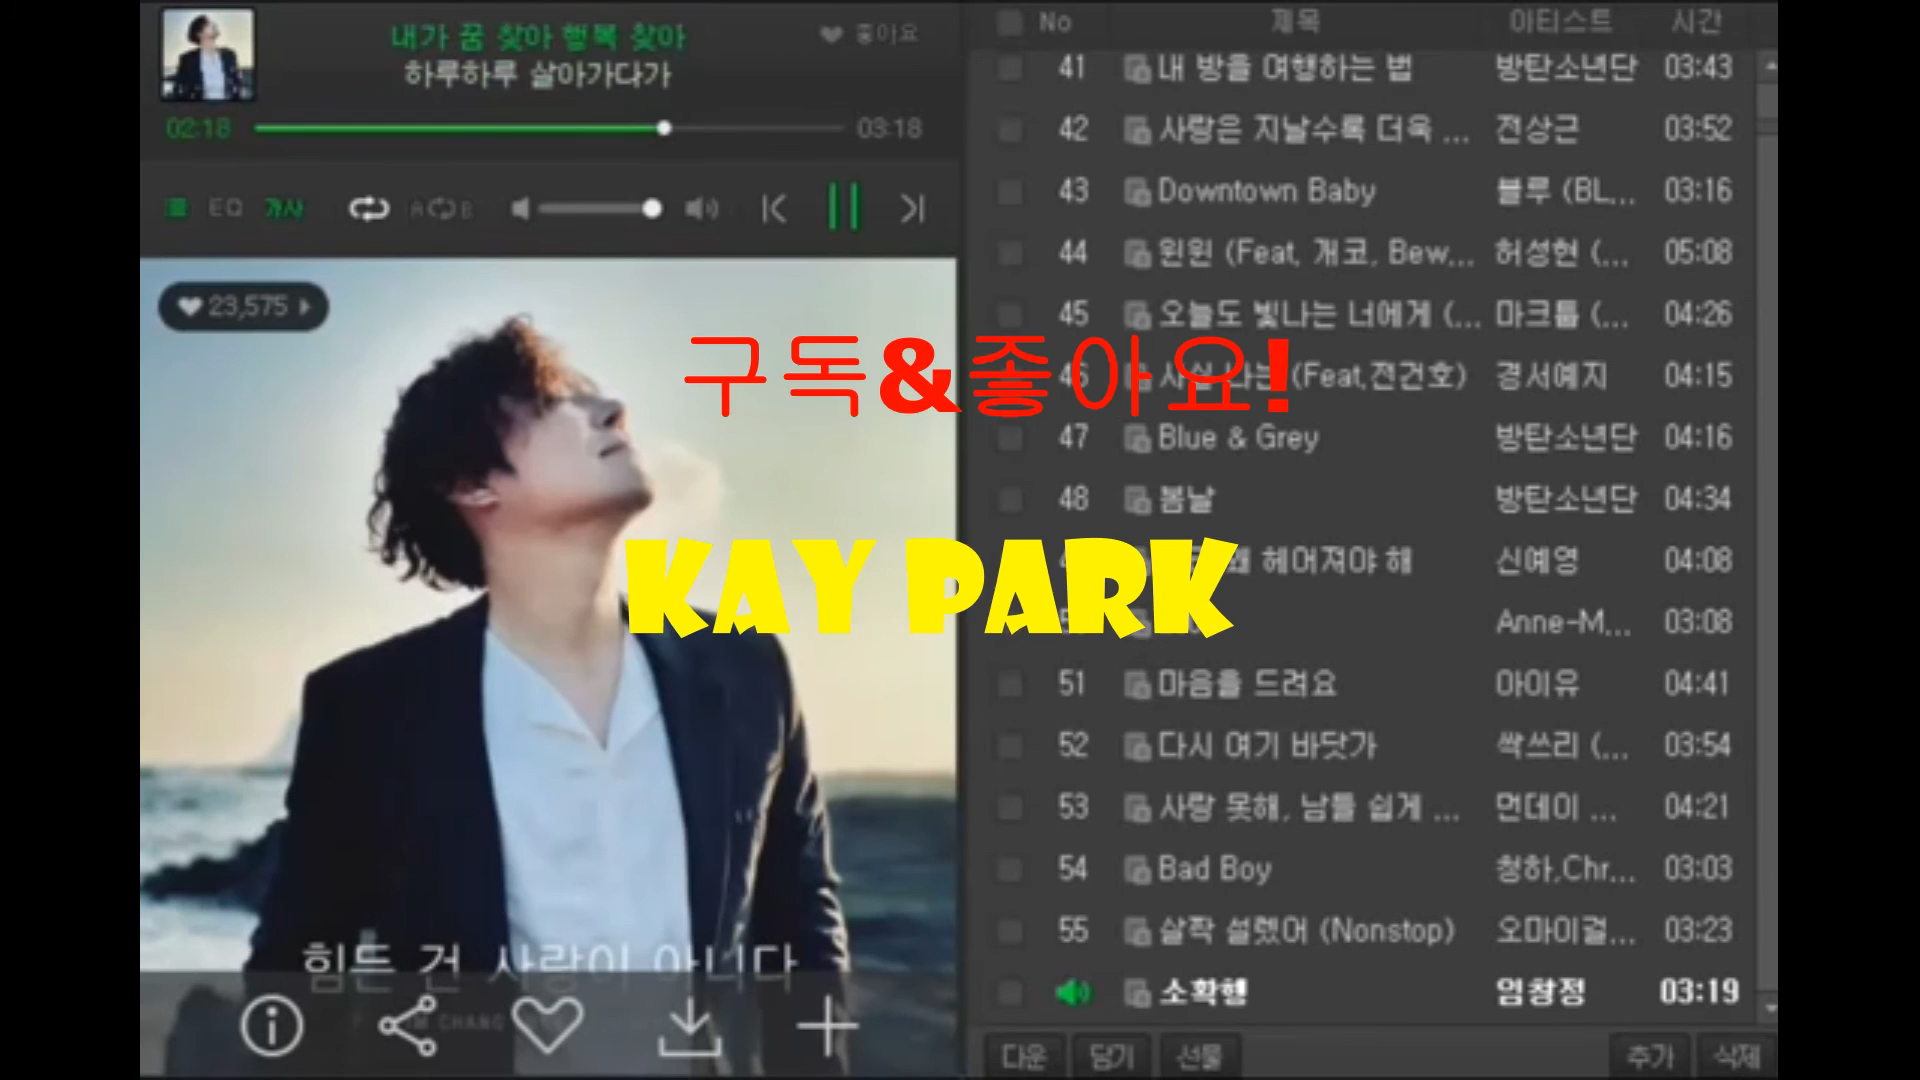 내가 꿈 찾아 행복 찾아
하루하루 살아가다가
좋아요
02:18
03:18
EQ 가사
A B
23,575
힘든 건 사랑이 아니다
구독&좋아요!
KAY PARK
No 제목 아티스트 시간
41 내 방을 여행하는 법 방탄소년단 03:43
42 사랑은 지날수록 더욱 ... 전상근 03:52
43 Downtown Baby 블루 (BL... 03:16
44 윈윈 (Feat. 개코, Bew... 허성현 (... 05:08
45 오늘도 빛나는 너에게 (... 마크툽 (... 04:26
46 사실 나는 (Feat.전건호) 경서예지 04:15
47 Blue & Grey 방탄소년단 04:16
48 봄날 방탄소년단 04:34
왜 헤어져야 해 신예영 04:08
Anne-M... 03:08
51 마음을 드려요 아이유 04:41
52 다시 여기 바닷가 싹쓰리 (... 03:54
53 사랑 못해, 남들 쉽게 ... 먼데이 ... 04:21
54 Bad Boy 청하,Chr... 03:03
55 살짝 설렜어 (Nonstop) 오마이걸... 03:23
소확행 임창정 03:19
다운 담기 선물 추가 삭제